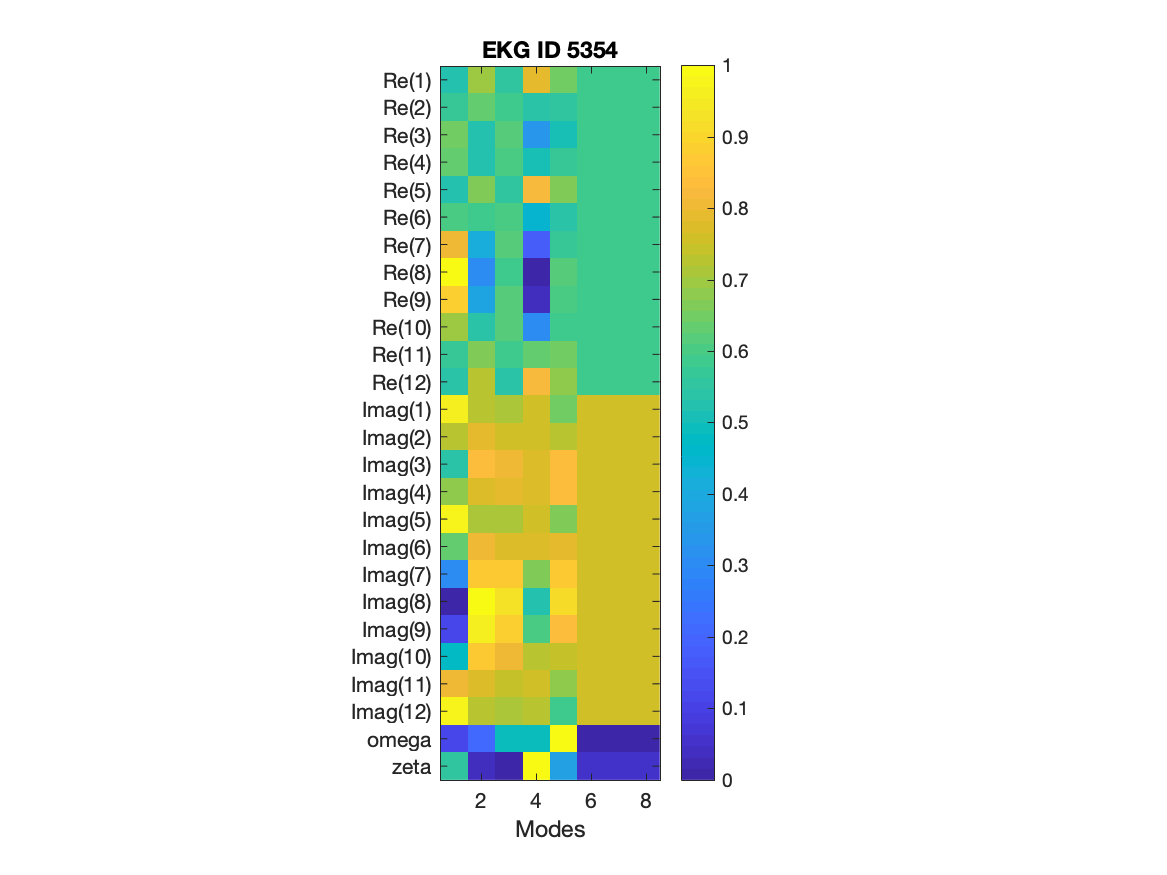 EKG ID 5354
Re(1)
Re(2)
Re(3)
Re(4)
Re(5)
Re(6)
Re(7)
Re(8)
Re(9)
Re(10)
Re(11)
Re(12)
Imag(1)
Imag(2)
Imag(3)
Imag(4)
Imag(5)
Imag(6)
Imag(7)
Imag(8)
Imag(9)
Imag(10)
Imag(11)
Imag(12)
omega
zeta
2 4 6 8
Modes
1
0.9
0.8
0.7
0.6
0.5
0.4
0.3
0.2
0.1
0